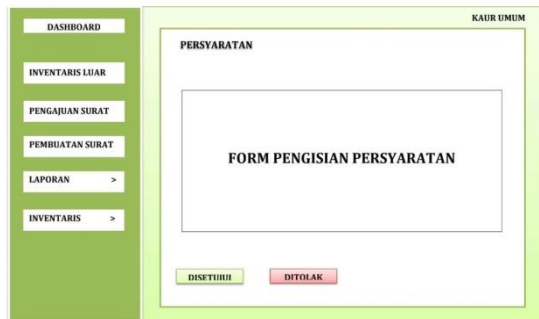 DASHBOARD
INVENTARIS LUAR
PENGAJUAN SURAT
PEMBUATAN SURAT
LAPORAN >
INVENTARIS >
KAUR UMUM
PERSYARATAN
FORM PENGISIAN PERSYARATAN
DISETUJUI
DITOLAK